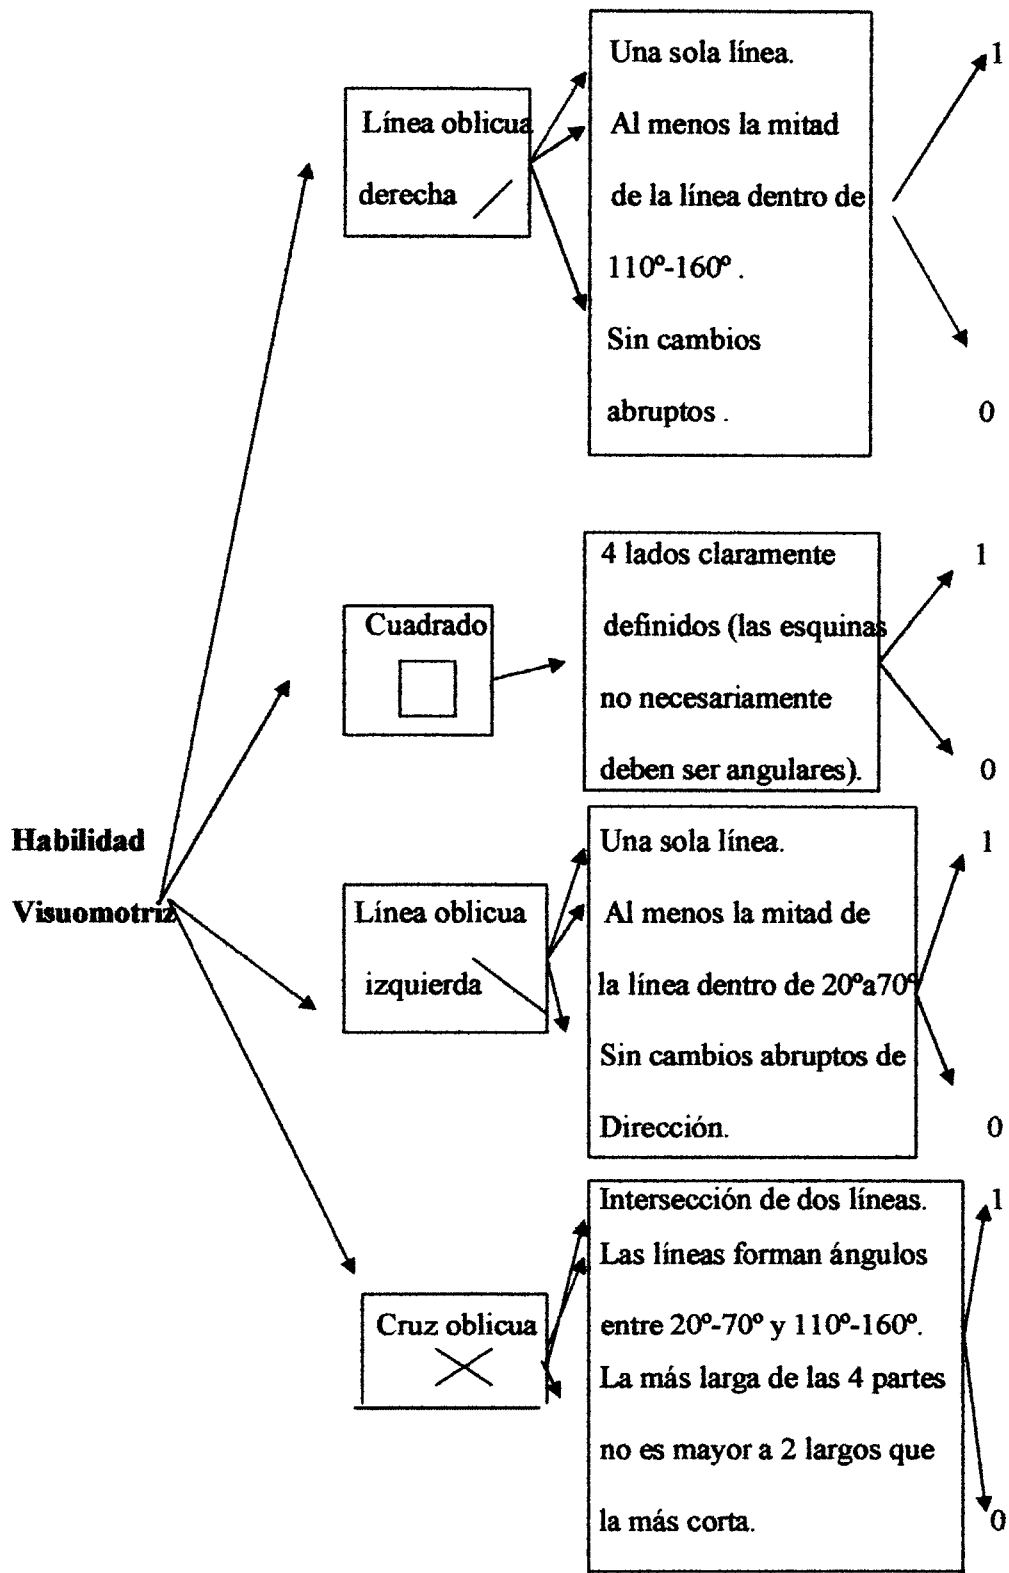 Una sola línea.
1
Línea oblicua
Al menos la mitad
derecha
de la línea dentro de
110º-160º .
Sin cambios
abruptos .
0
4 lados claramente
1
Cuadrado
definidos (las esquinas
no necesariamente
deben ser angulares).
0
Habilidad
Visuomotriz
Una sola línea.
1
Línea oblicua
Al menos la mitad de
izquierda
la línea dentro de 20ºa70º
Sin cambios abruptos de
Dirección.
0
Intersección de dos líneas.
1
Las líneas forman ángulos
Cruz oblicua
entre 20º-70º y 110º-160º.
La más larga de las 4 partes
no es mayor a 2 largos que
la más corta.
0